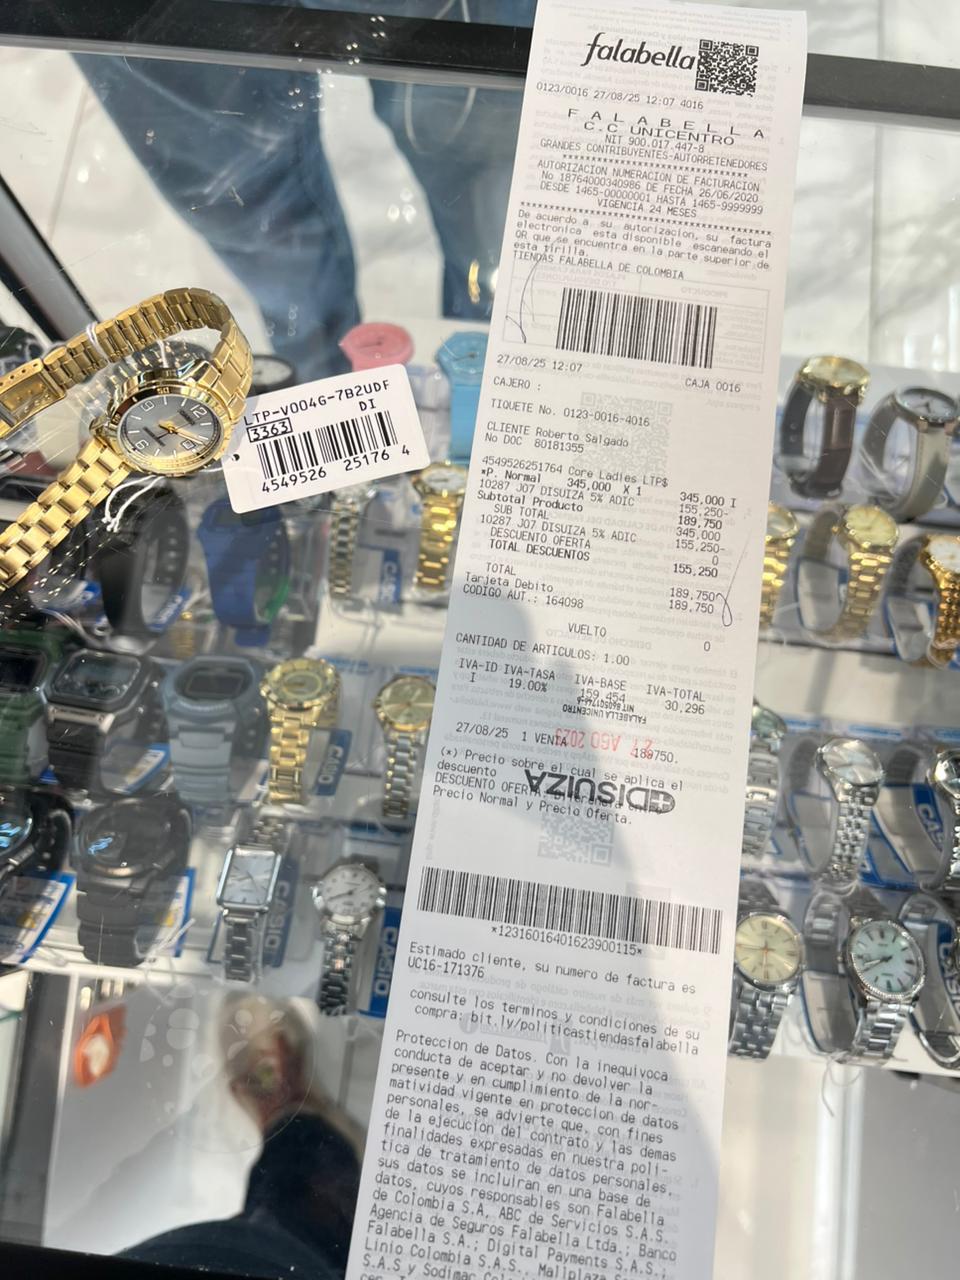 falabella
0123/0016 27/08/25 12:07 4016
F A L A B E L L A
C.C UNICENTRO
NIT 900.017.447-8
GRANDES CONTRIBUYENTES-AUTORRETENEDORES
AUTORIZACION NUMERACION DE FACTURACION
No 18764000340986 DE FECHA 26/06/2020
DESDE 1465-00000001 HASTA 1465-9999999
VIGENCIA 24 MESES
De acuerdo a su autorizacion, su factura
electronica esta disponible escaneando el
QR que se encuentra en la parte superior de
esta tirilla.
TIENDAS FALABELLA DE COLOMBIA
27/08/25 12:07 CAJA 0016
CAJERO :
TIQUETE No. 0123-0016-4016
CLIENTE Roberto Salgado
No DOC 80181355
4549526251764 Core Ladies LTP$
*P. Normal 345,000 X 1 345,000 I
10287 J07 DISUIZA 5% ADIC 155,250-
Subtotal Producto 189,750
SUB TOTAL 345,000
10287 J07 DISUIZA 5% ADIC 155,250-
DESCUENTO OFERTA 0
TOTAL DESCUENTOS 155,250
TOTAL 189,750
Tarjeta Debito 189,750
CODIGO AUT.: 164098
VUELTO 0
CANTIDAD DE ARTICULOS: 1.00
IVA-ID IVA-TASA IVA-BASE IVA-TOTAL
I 19.00% 159,454 30,296
FALABELLA UNICENTRO
27/08/25 1 VENTA 189750.
(*) Precio sobre el cual se aplica el
descuento
DESCUENTO OFERTA: Diferencia entre
Precio Normal y Precio Oferta.
DISUIZA
*12316016401623900115*
Estimado cliente, su numero de factura es
UC16-171376
consulte los terminos y condiciones de su
compra: bit.ly/politicastiendasfalabella
Proteccion de Datos. Con la inequivoca
conducta de aceptar y no devolver la
presente y en cumplimiento de la nor-
matividad vigente en proteccion de datos
personales, se advierte que, con fines
de la ejecucion del contrato y las demas
finalidades expresadas en nuestra poli-
tica de tratamiento de datos personales,
sus datos se incluiran en una base de
datos, cuyos responsables son Falabella
de Colombia S.A, ABC de Servicios S.A.S.
Agencia de Seguros Falabella Ltda.; Banco
Falabella S.A.; Digital Payments S.A.S.;
Linio Colombia S.A.S., Mallplaza
S.A.S y Sodimac
LTP-V004G-7B2UDF
3363 DI
4549526 25176 4
CASIO
CASIO
CASIO